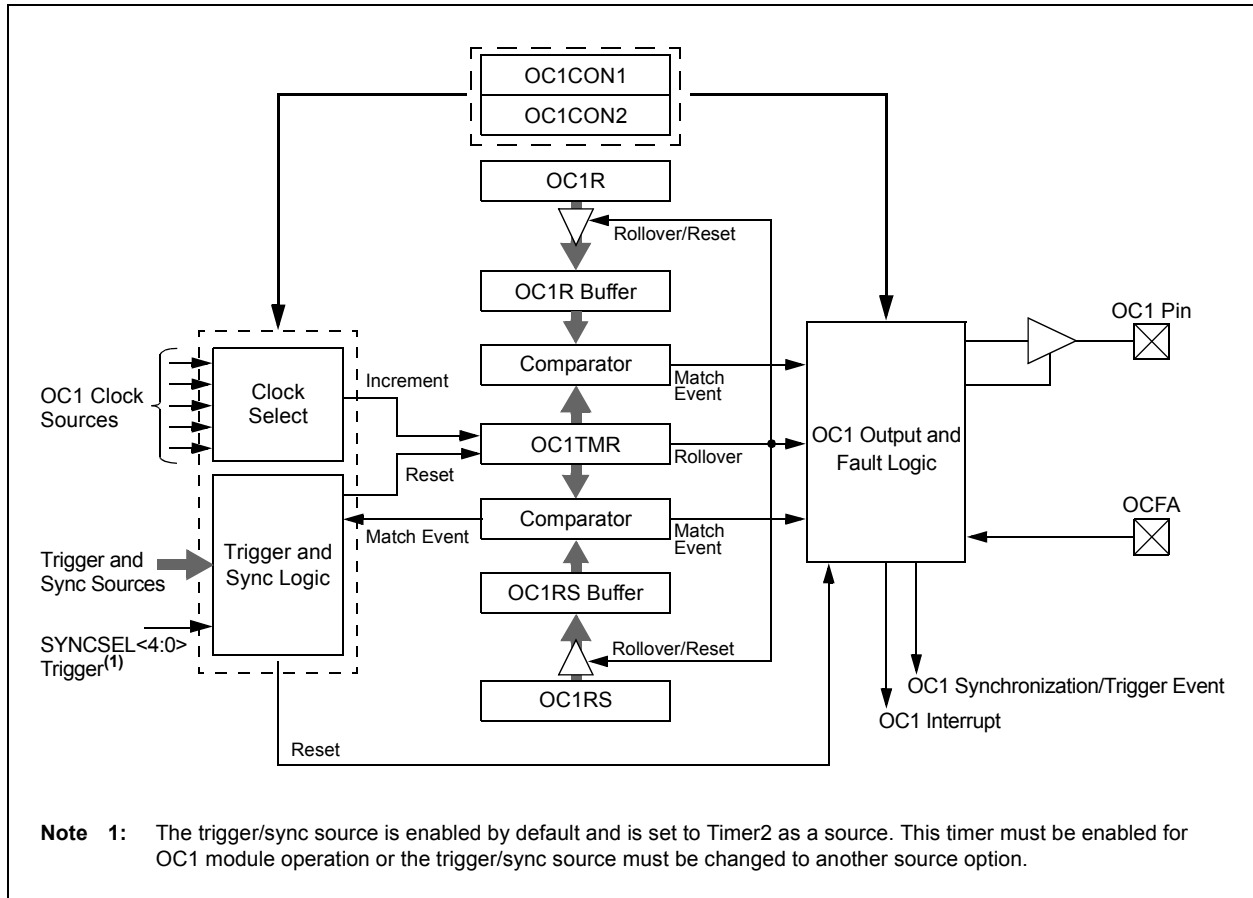 OC1CON1
OC1CON2
OC1R
Rollover/Reset
OC1R Buffer
OC1 Pin
Comparator
Match
Event
Increment
Clock
Select
OC1 Clock
Sources
OC1TMR
Rollover
OC1 Output and
Fault Logic
Reset
Comparator
Match Event
Match
Event
OCFA
Trigger and
Sync Logic
Trigger and
Sync Sources
OC1RS Buffer
SYNCSEL<4:0>
Trigger(1)
Rollover/Reset
OC1RS
OC1 Synchronization/Trigger Event
OC1 Interrupt
Reset
Note 1: The trigger/sync source is enabled by default and is set to Timer2 as a source. This timer must be enabled for
OC1 module operation or the trigger/sync source must be changed to another source option.